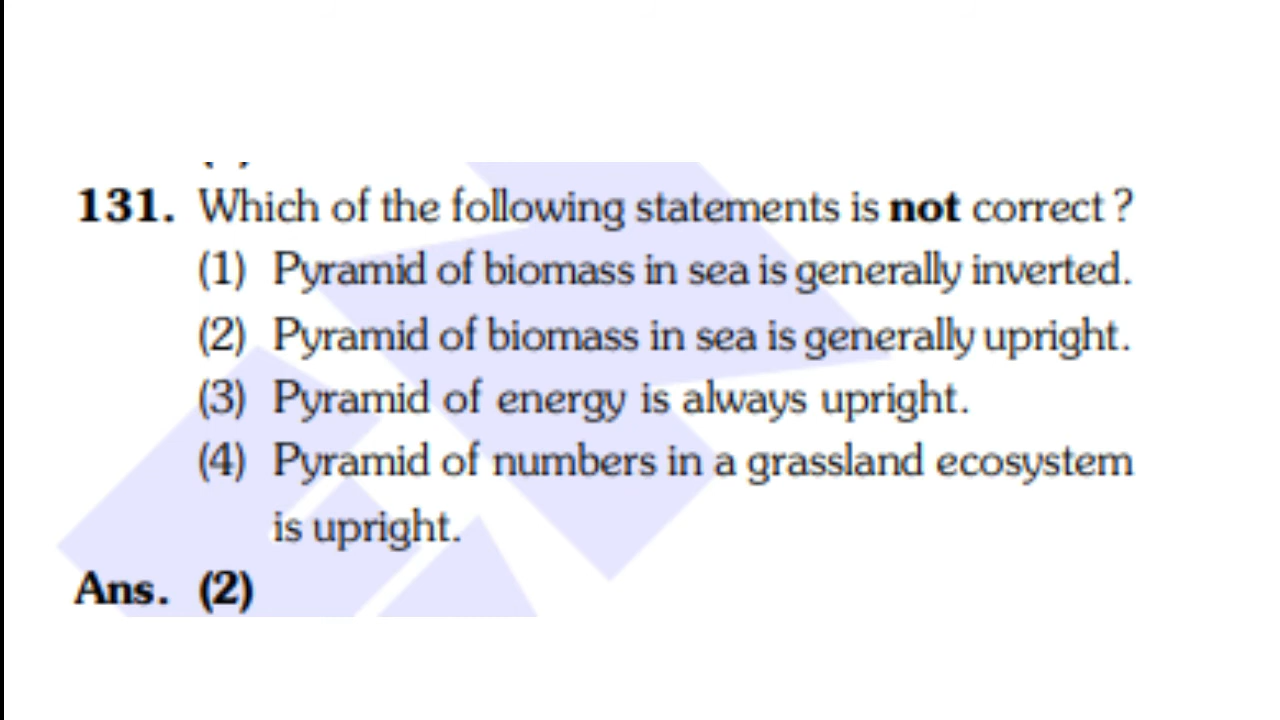 131. Which of the following statements is not correct ?
(1) Pyramid of biomass in sea is generally inverted.
(2) Pyramid of biomass in sea is generally upright.
(3) Pyramid of energy is always upright.
(4) Pyramid of numbers in a grassland ecosystem
is upright.
Ans. (2)